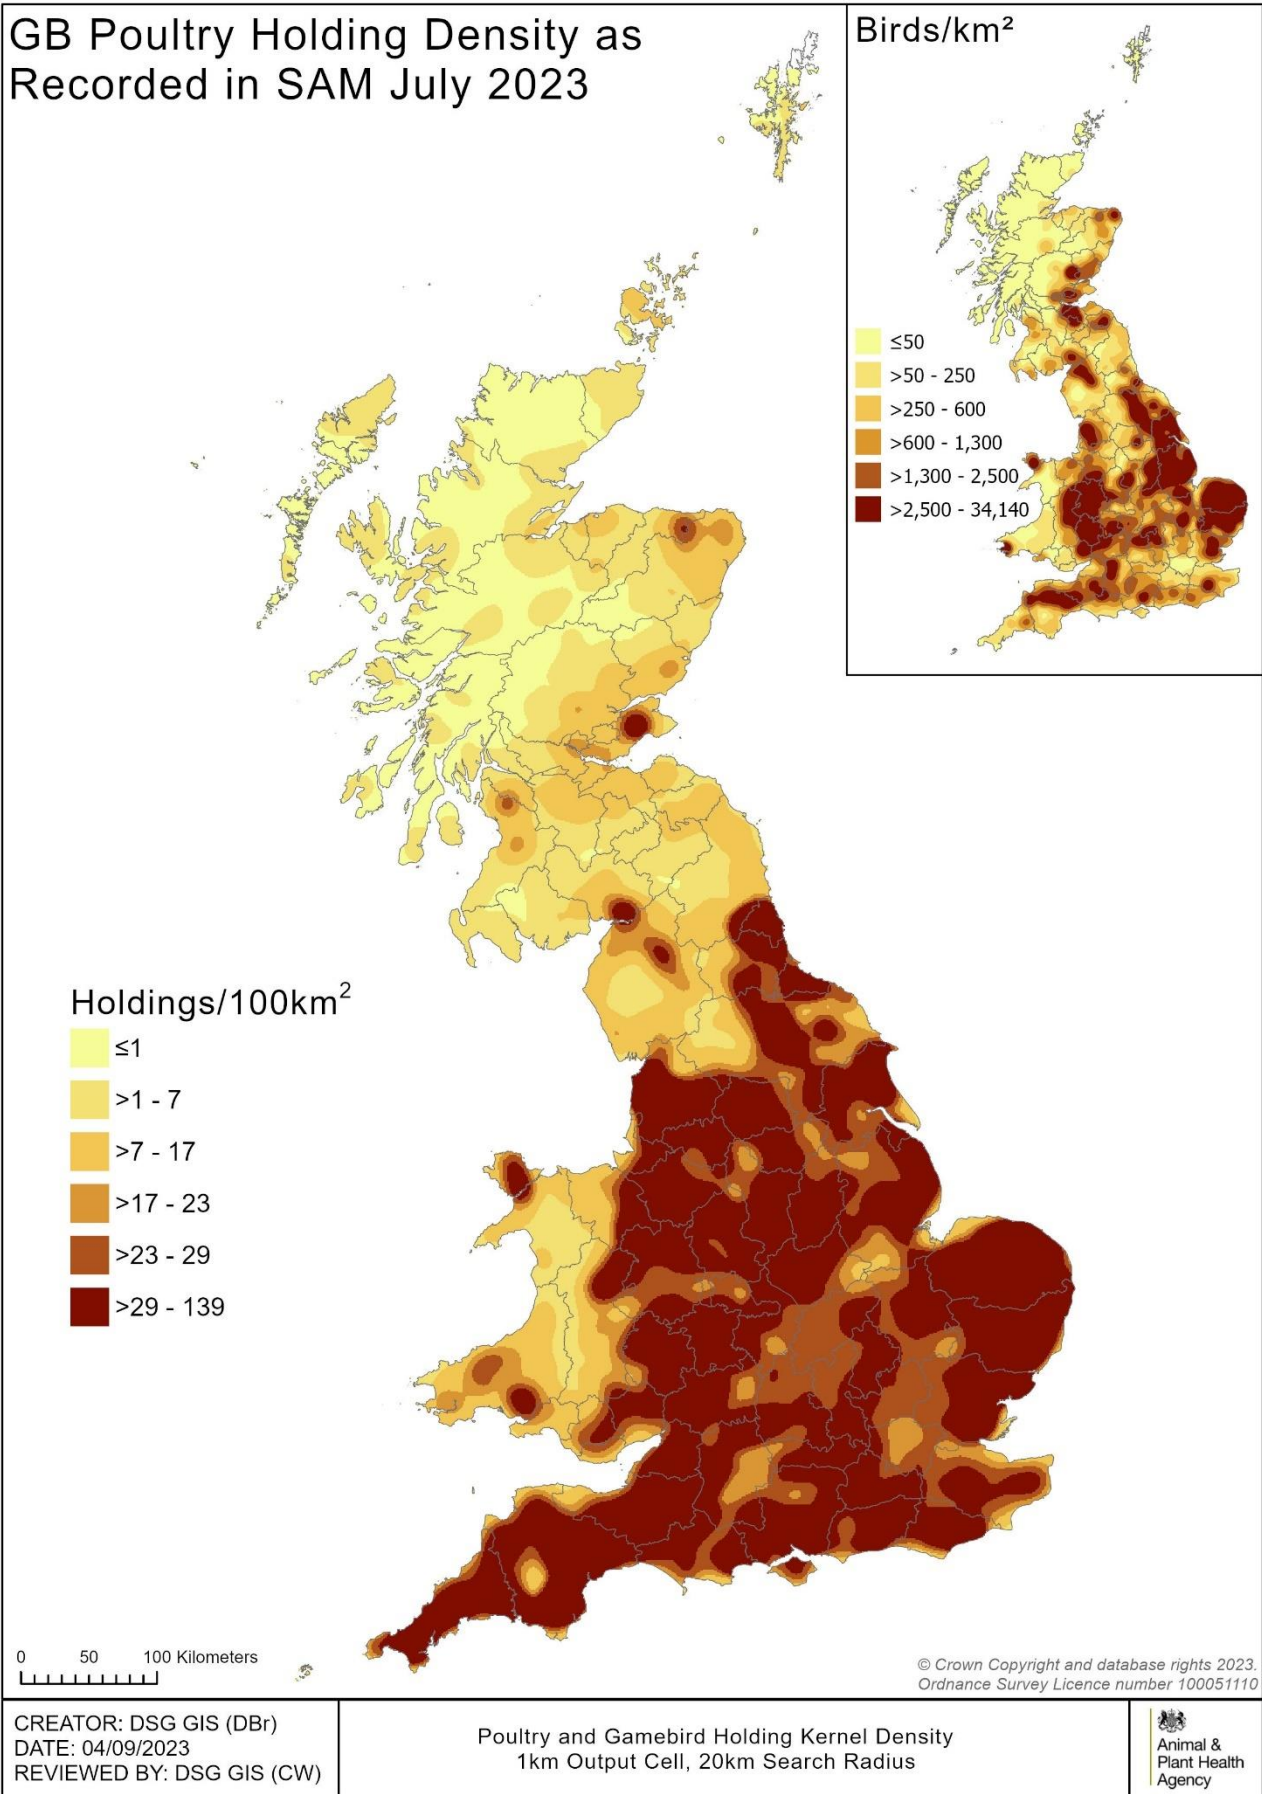 GB Poultry Holding Density as
Recorded in SAM July 2023
Birds/km²
≤50
>50 - 250
>250 - 600
>600 - 1,300
>1,300 - 2,500
>2,500 - 34,140
Holdings/100km²
≤1
>1 - 7
>7 - 17
>17 - 23
>23 - 29
>29 - 139
0 50 100 Kilometers
© Crown Copyright and database rights 2023.
Ordnance Survey Licence number 100051110
CREATOR: DSG GIS (DBr)
DATE: 04/09/2023
REVIEWED BY: DSG GIS (CW)
Poultry and Gamebird Holding Kernel Density
1km Output Cell, 20km Search Radius
Animal &
Plant Health
Agency